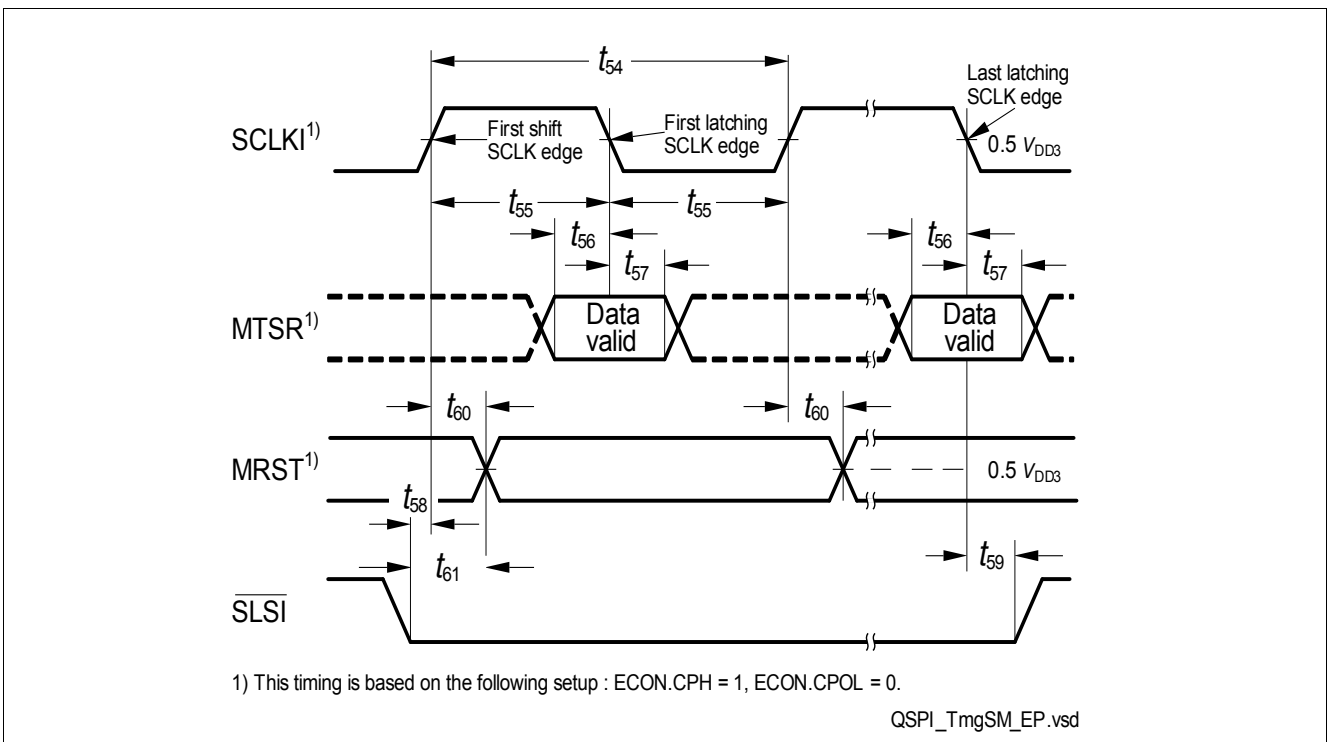 t54
Last latching
SCLK edge
SCLKI1)
First shift
SCLK edge
First latching
SCLK edge
0.5 VDD3
t55
t55
t56
t56
t57
t57
MTSR1)
Data
valid
Data
valid
t60
t60
MRST1)
0.5 VDD3
t58
t61
t59
SLSI
1) This timing is based on the following setup : ECON.CPH = 1, ECON.CPOL = 0.
QSPI_TmgSM_EP.vsd